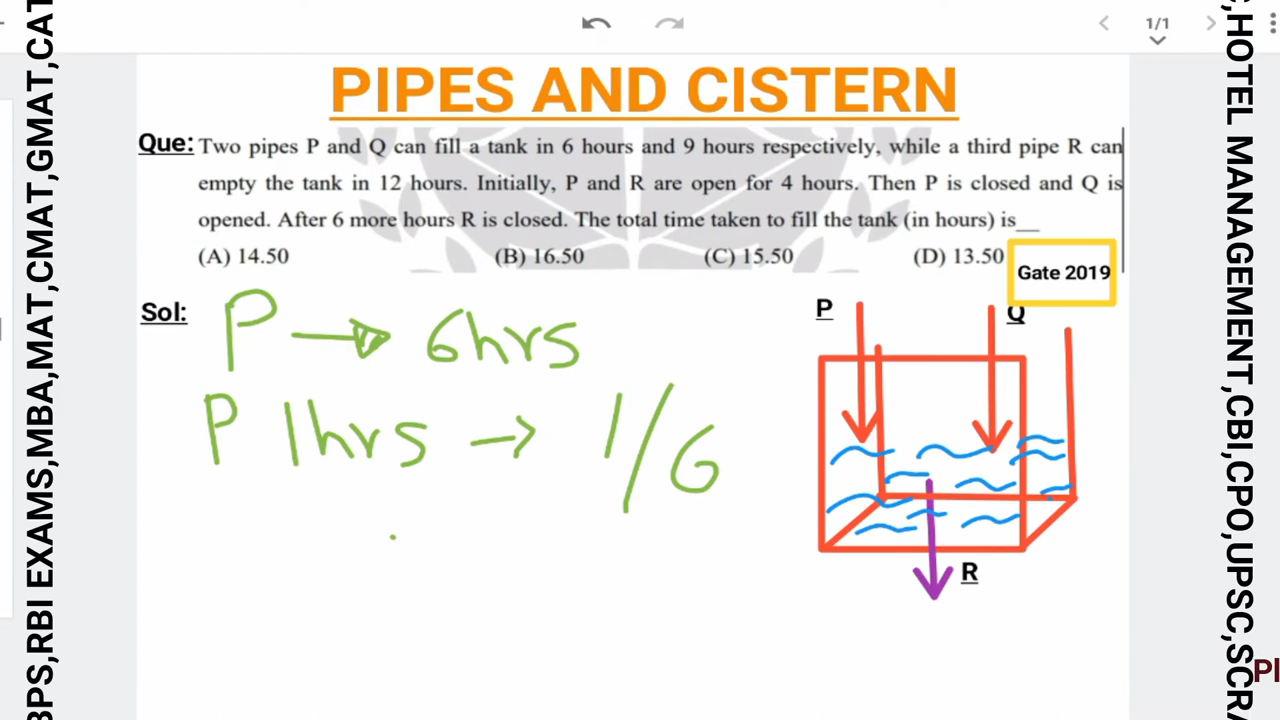 1/1
PIPES AND CISTERN
Que: Two pipes P and Q can fill a tank in 6 hours and 9 hours respectively, while a third pipe R can
empty the tank in 12 hours. Initially, P and R are open for 4 hours. Then P is closed and Q is
opened. After 6 more hours R is closed. The total time taken to fill the tank (in hours) is__
(A) 14.50 (B) 16.50 (C) 15.50 (D) 13.50
Gate 2019
Sol: P → 6hrs
P 1hrs → 1/6
P
Q
R
BPS,RBI EXAMS,MBA,MAT,CMAT,GMAT,CAT
,HOTEL MANAGEMENT,CBI,CPO,UPSC,SCRA
Pl